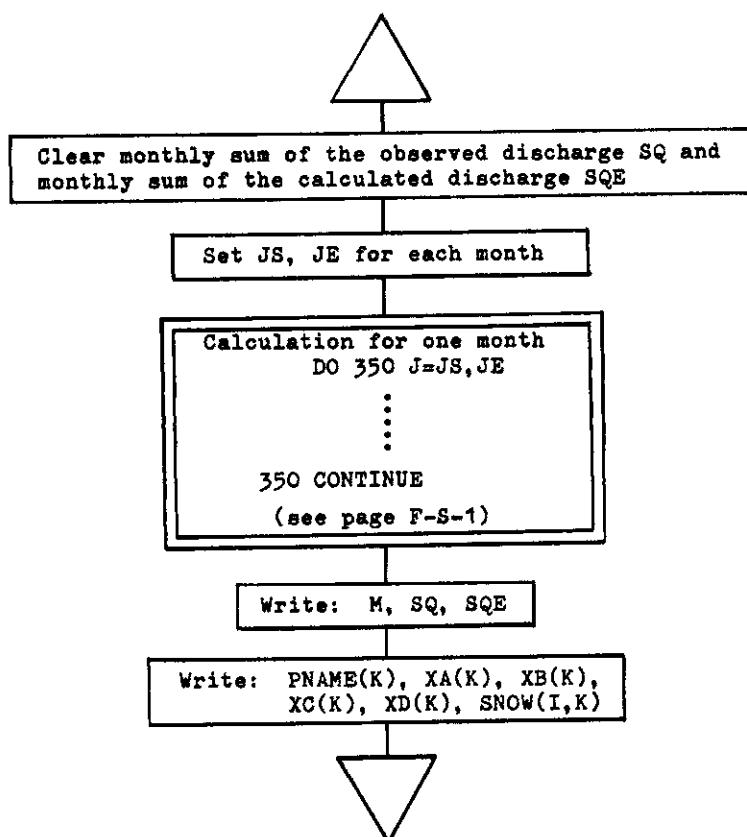 Clear monthly sum of the observed discharge SQ and
monthly sum of the calculated discharge SQE
Set JS, JE for each month
Calculation for one month
DO 350 J=JS,JE
350 CONTINUE
(see page F-S-1)
Write: M, SQ, SQE
Write: PNAME(K), XA(K), XB(K),
XC(K), XD(K), SNOW(I,K)